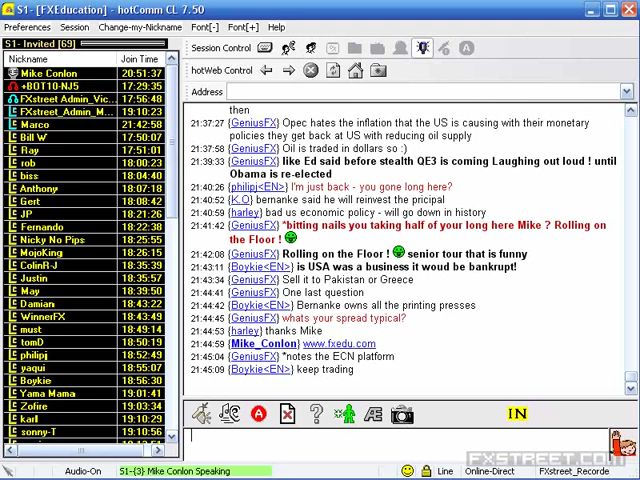 S1- [FXEducation] - hotComm CL 7.50
Preferences Session Change-my-Nickname Font[-] Font[+] Help
S1- Invited [69]
Nickname Join Time
Mike Conlon 20:51:37
+BOT10-NJ5 17:29:35
FXstreet Admin_Vic... 17:56:48
FXstreet_Admin_M... 19:10:23
Marco 27:42:58
Bill W 17:50:07
Ray 17:51:01
rob 18:00:23
biss 18:04:40
Anthony 18:07:18
Gert 18:08:42
JP 18:21:26
Fernando 18:22:38
Nicky No Pips 18:25:55
MojoKing 18:26:15
ColinR-J 18:35:39
Justin 18:35:57
May 18:39:50
Damian 18:43:22
WinnerFX 18:43:49
must 18:49:14
tomD 18:50:19
philipj 18:52:49
yaqui 18:55:07
Boykie 18:56:30
Yama Mama 19:01:41
Zofire 19:03:34
karl 19:10:29
sonny-T 19:10:56
Session Control
hotWeb Control
Address
then
21:37:27 {GeniusFX} Opec hates the inflation that the US is causing with their monetary
policies they get back at US with reducing oil supply
21:37:58 {GeniusFX} Oil is traded in dollars so :)
21:39:33 {GeniusFX} like Ed said before stealth QE3 is coming Laughing out loud ! until
Obama is re-elected
21:40:26 {philipj<EN>} I'm just back - you gone long here?
21:40:52 {K.O} bernanke said he will reinvest the pricipal
21:40:59 {harley} bad us economic policy - will go down in history
21:41:42 {GeniusFX} *bitting nails you taking half of your long here Mike ? Rolling on
the Floor !
21:42:08 {GeniusFX} Rolling on the Floor ! senior tour that is funny
21:43:11 {Boykie<EN>} is USA was a business it woud be bankrupt!
21:43:34 {GeniusFX} Sell it to Pakistan or Greece
21:44:41 {GeniusFX} One last question
21:44:42 {Boykie<EN>} Bernanke owns all the printing presses
21:44:45 {GeniusFX} whats your spread typical?
21:44:53 {harley} thanks Mike
21:44:59 {Mike_Conlon} www.fxedu.com
21:45:04 {GeniusFX} *notes the ECN platform
21:45:09 {Boykie<EN>} keep trading
IN
FXSTREET.COM
Audio-On S1-{3} Mike Conlon Speaking Line Online-Direct FXstreet_Recorde